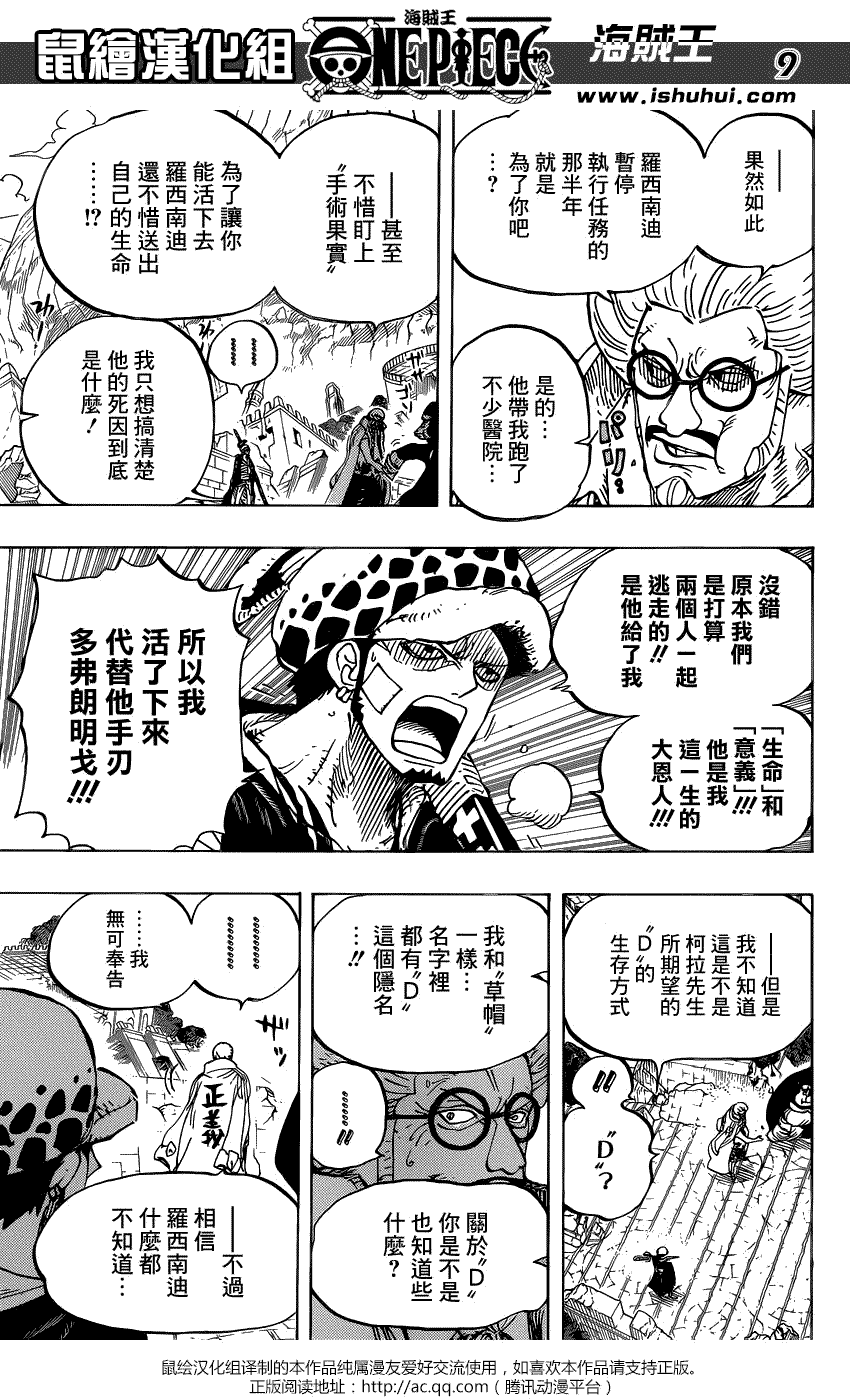 鼠繪漢化組
海賊王
ONE PIECE
海賊王
9
www.ishuhui.com
——
果然如此
羅西南迪
暫停
執行任務的
那半年
就是
為了你吧
…?
是的…
他帶我跑了
不少醫院…
パリ。
——甚至
不惜盯上
〝手術果實〞
為了讓你
能活下去
羅西南迪
還不惜送出
自己的生命
……!?
我只想搞清楚
他的死因到底
是什麼!
沒錯
原本我們
是打算
兩個人一起
逃走的!!
是他給了我
「生命」和
「意義」!!!
他是我
這一生的
大恩人!!!
所以我
活了下來
代替他手刃
多弗朗明戈!!!
——但是
我不知道
這是不是
柯拉先生
所期望的
〝D〞的
生存方式
!!
〝D〞?
我和〝草帽〞
一樣…
名字裡
都有〝D〞
這個隱名
…!!
關於〝D〞
你是不是
也知道些
什麼?
……我
無可奉告
正義
——不過
相信
羅西南迪
什麼都
不知道…
鼠绘汉化组译制的本作品纯属漫友爱好交流使用，如喜欢本作品请支持正版。
正版阅读地址：http://ac.qq.com（腾讯动漫平台）